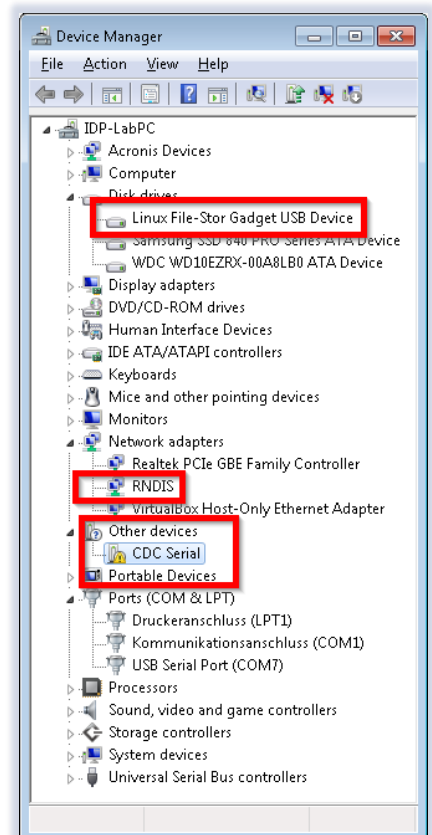 Device Manager
File Action View Help
IDP-LabPC
Acronis Devices
Computer
Disk drives
Linux File-Stor Gadget USB Device
Samsung SSD 840 PRO Series ATA Device
WDC WD10EZRX-00A8LB0 ATA Device
Display adapters
DVD/CD-ROM drives
Human Interface Devices
IDE ATA/ATAPI controllers
Keyboards
Mice and other pointing devices
Monitors
Network adapters
Realtek PCIe GBE Family Controller
RNDIS
VirtualBox Host-Only Ethernet Adapter
Other devices
CDC Serial
Portable Devices
Ports (COM & LPT)
Druckeranschluss (LPT1)
Kommunikationsanschluss (COM1)
USB Serial Port (COM7)
Processors
Sound, video and game controllers
Storage controllers
System devices
Universal Serial Bus controllers